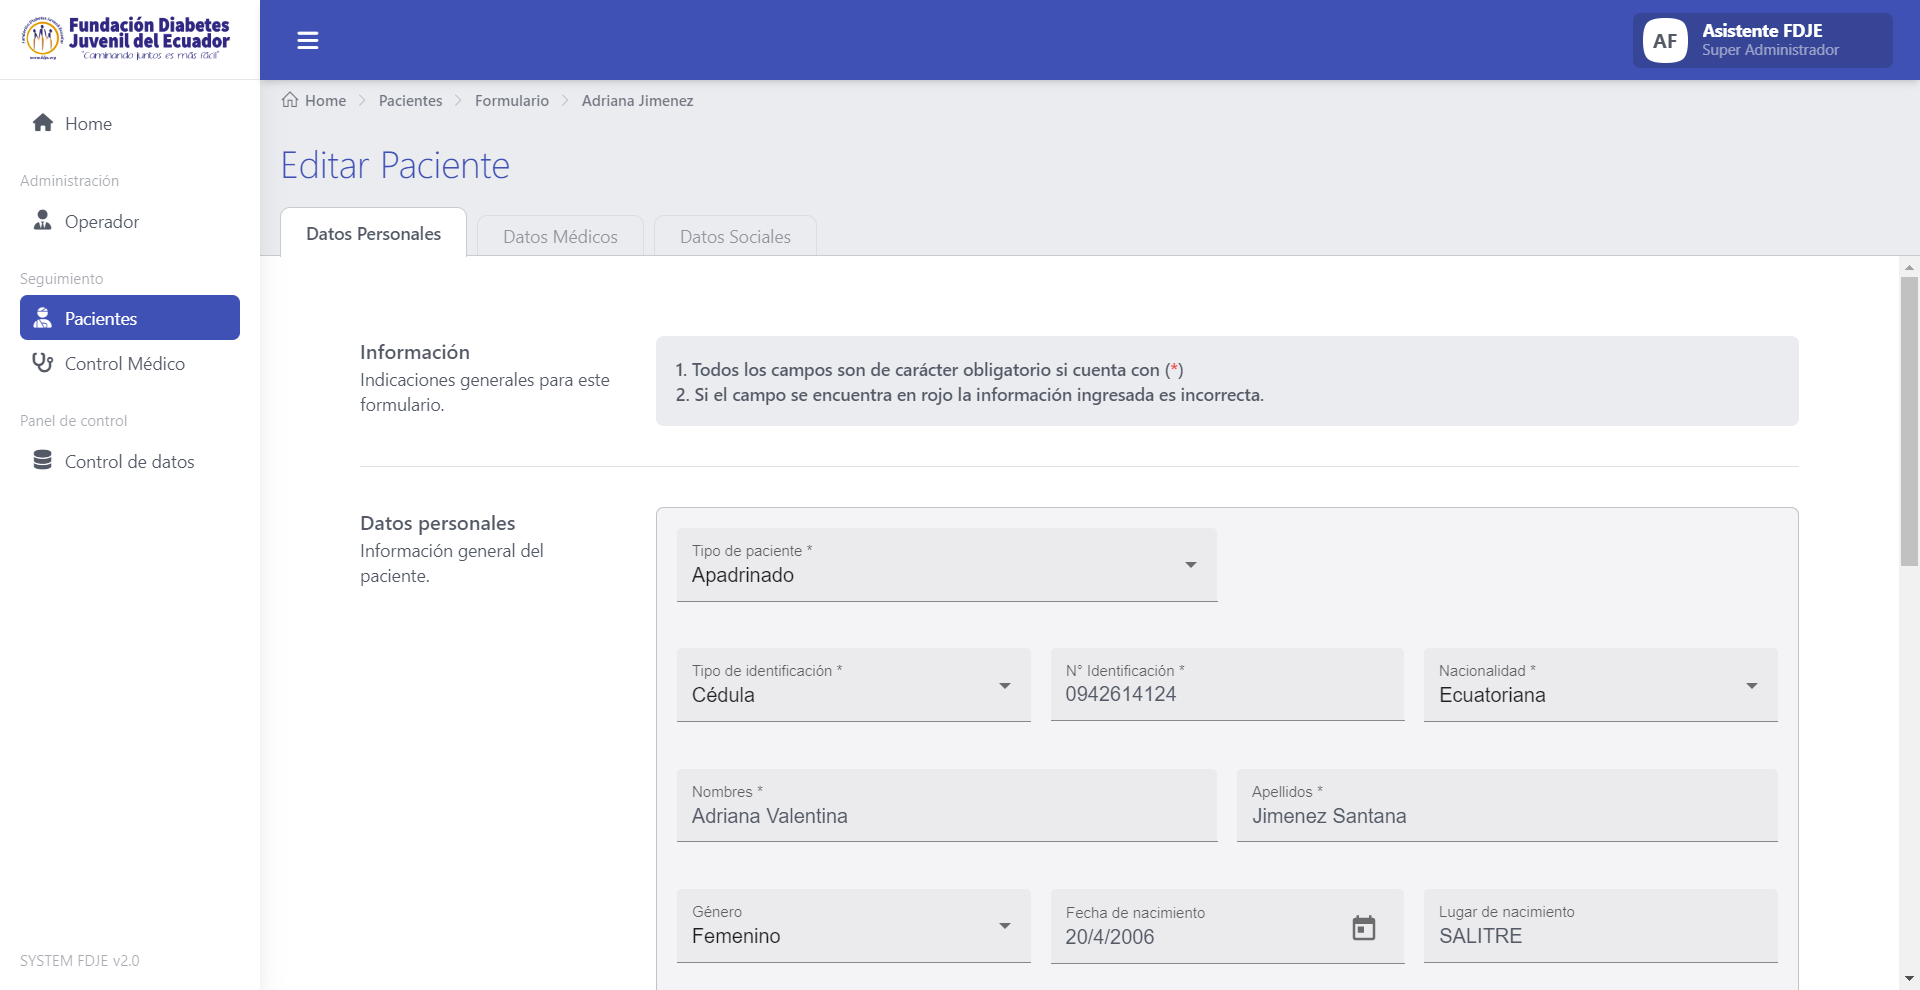 Fundación Diabetes
Juvenil del Ecuador
"Caminando juntos es más fácil"
www.fdje.org
Asistente FDJE
AF
Super Administrador
Home
Administración
Operador
Seguimiento
Pacientes
Control Médico
Panel de control
Control de datos
SYSTEM FDJE v2.0
Home
Pacientes
Formulario
Adriana Jimenez
Editar Paciente
Datos Personales
Datos Médicos
Datos Sociales
Información
Indicaciones generales para este
formulario.
1. Todos los campos son de carácter obligatorio si cuenta con (*)
2. Si el campo se encuentra en rojo la información ingresada es incorrecta.
Datos personales
Información general del
paciente.
Tipo de paciente *
Apadrinado
Tipo de identificación *
Cédula
N° Identificación *
0942614124
Nacionalidad *
Ecuatoriana
Nombres *
Adriana Valentina
Apellidos *
Jimenez Santana
Género
Femenino
Fecha de nacimiento
20/4/2006
Lugar de nacimiento
SALITRE